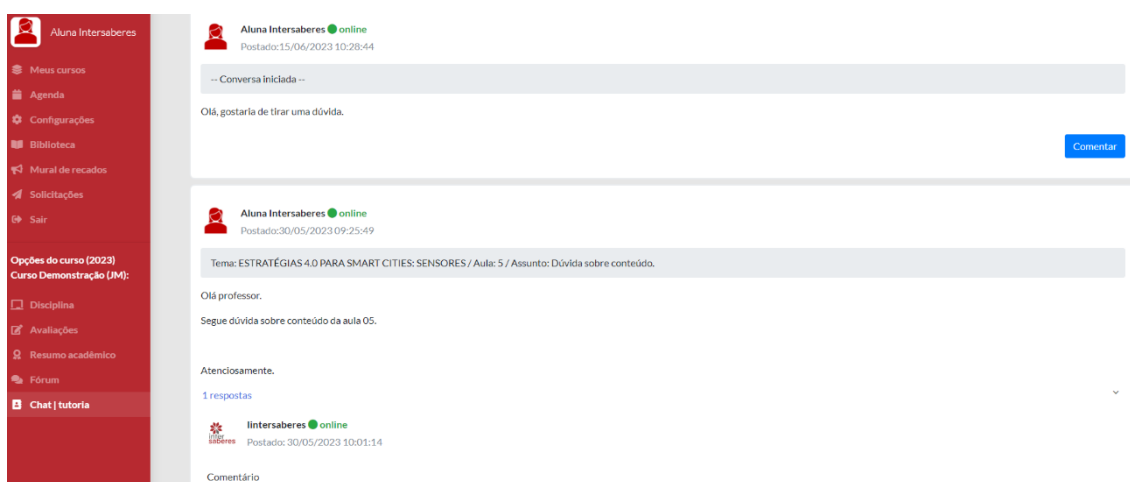 Aluna Intersaberes
Meus cursos
Agenda
Configurações
Biblioteca
Mural de recados
Solicitações
Sair
Opções do curso (2023)
Curso Demonstração (JM):
Disciplina
Avaliações
Resumo acadêmico
Fórum
Chat | tutoria
Aluna Intersaberes online
Postado:15/06/2023 10:28:44
-- Conversa iniciada --
Olá, gostaria de tirar uma dúvida.
Comentar
Aluna Intersaberes online
Postado:30/05/2023 09:25:49
Tema: ESTRATÉGIAS 4.0 PARA SMART CITIES: SENSORES / Aula: 5 / Assunto: Dúvida sobre conteúdo.
Olá professor.
Segue dúvida sobre conteúdo da aula 05.
Atenciosamente.
1 respostas
inter
saberes
Iintersaberes online
Postado: 30/05/2023 10:01:14
Comentário